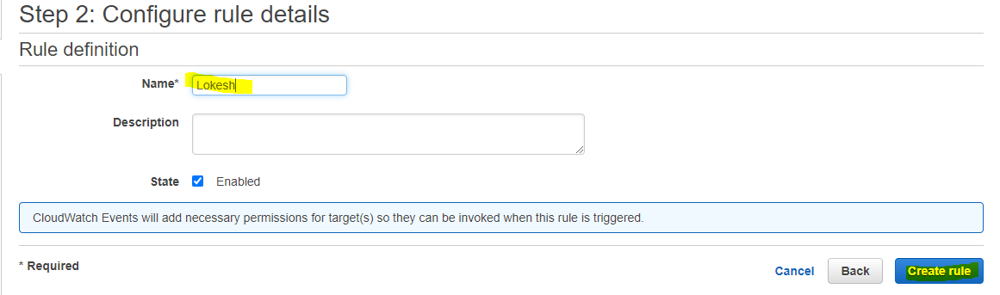 Step 2: Configure rule details
Rule definition
Name* Lokesh
Description
State Enabled
CloudWatch Events will add necessary permissions for target(s) so they can be invoked when this rule is triggered.
* Required Cancel Back Create rule